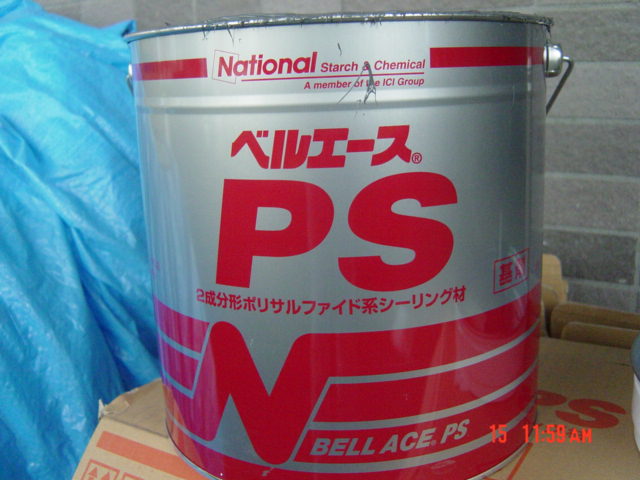 National Starch & Chemical
A member of the ICI Group
ベルエース®
PS
2成分形ポリサルファイド系シーリング材
N
BELL ACE® PS
PS
15 11:59AM